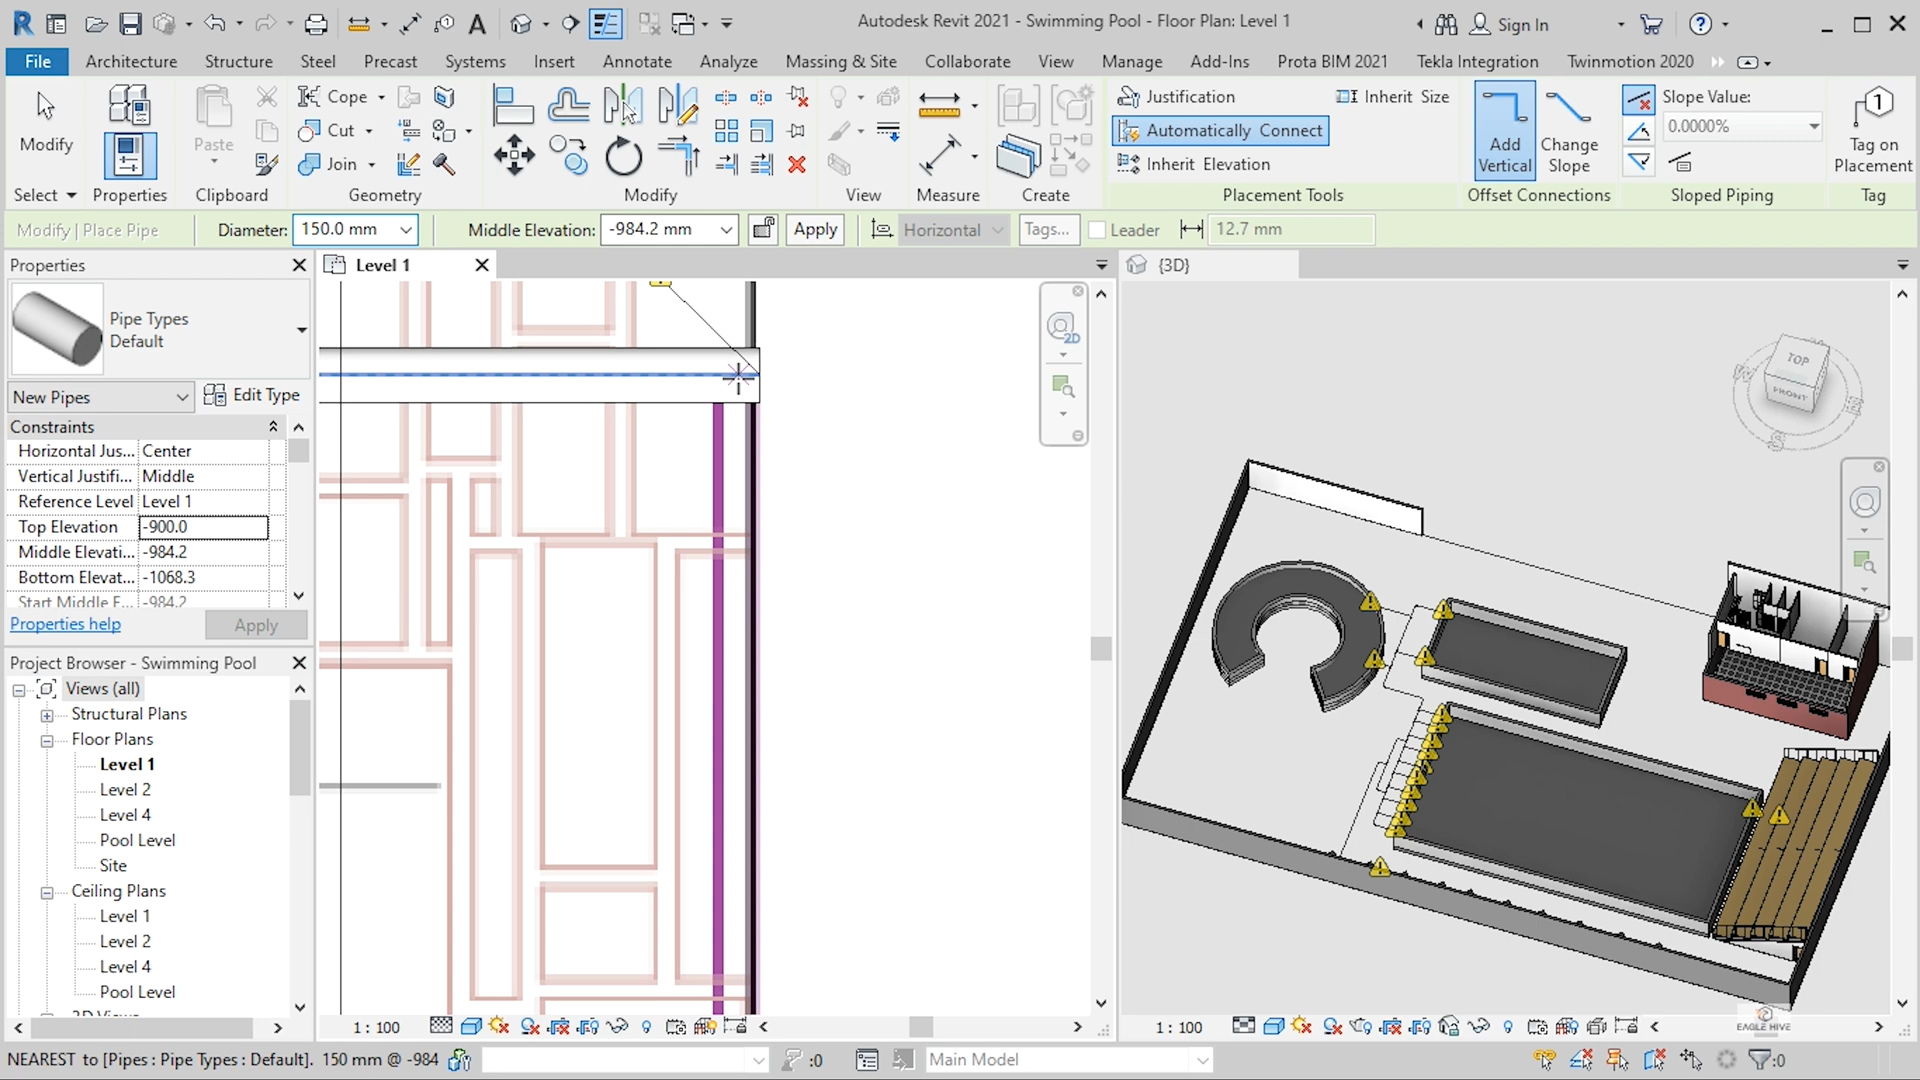 Autodesk Revit 2021 - Swimming Pool - Floor Plan: Level 1
Sign In
File Architecture Structure Steel Precast Systems Insert Annotate Analyze Massing & Site Collaborate View Manage Add-Ins Prota BIM 2021 Tekla Integration Twinmotion 2020
Modify
Select
Properties
Paste
Clipboard
Cope
Cut
Join
Geometry
Modify
View
Measure
Create
Justification
Automatically Connect
Inherit Elevation
Inherit Size
Placement Tools
Add Vertical
Change Slope
Offset Connections
Slope Value:
0.0000%
Sloped Piping
1
Tag on Placement
Tag
Modify | Place Pipe
Diameter: 150.0 mm
Middle Elevation: -984.2 mm
Apply
Horizontal
Tags...
Leader
12.7 mm
Properties
Level 1
{3D}
Pipe Types
Default
New Pipes
Edit Type
Constraints
Horizontal Jus... Center
Vertical Justifi... Middle
Reference Level Level 1
Top Elevation -900.0
Middle Elevati... -984.2
Bottom Elevat... -1068.3
Start Middle E... -984.2
Properties help
Apply
Project Browser - Swimming Pool
Views (all)
Structural Plans
Floor Plans
Level 1
Level 2
Level 4
Pool Level
Site
Ceiling Plans
Level 1
Level 2
Level 4
Pool Level
3D Views
2D
TOP
FRONT
W
S
E
1 : 100
1 : 100
EAGLE HIVE
NEAREST to [Pipes : Pipe Types : Default]. 150 mm @ -984
:0
Main Model
:0